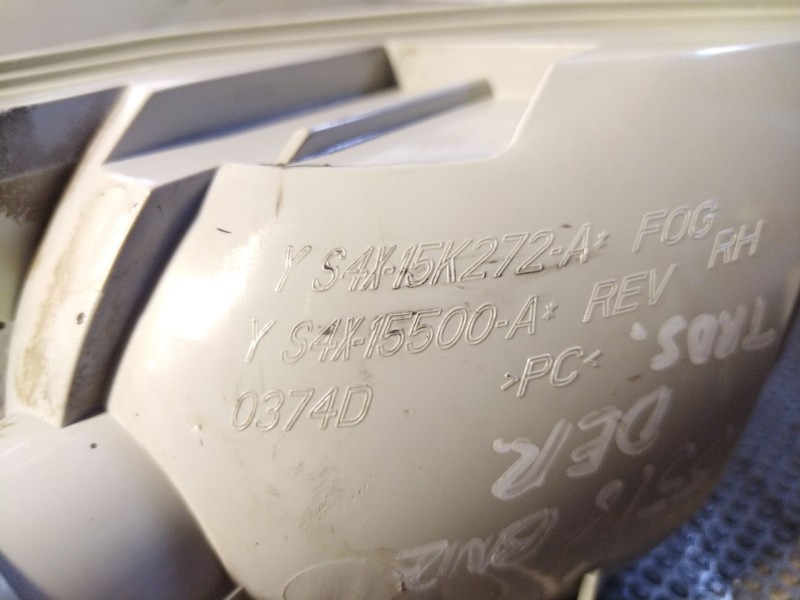 Y S4X-15K272-A* FOG
RH
Y S4X-15500-A* REV
0374D >PC<
TRAS.
DER